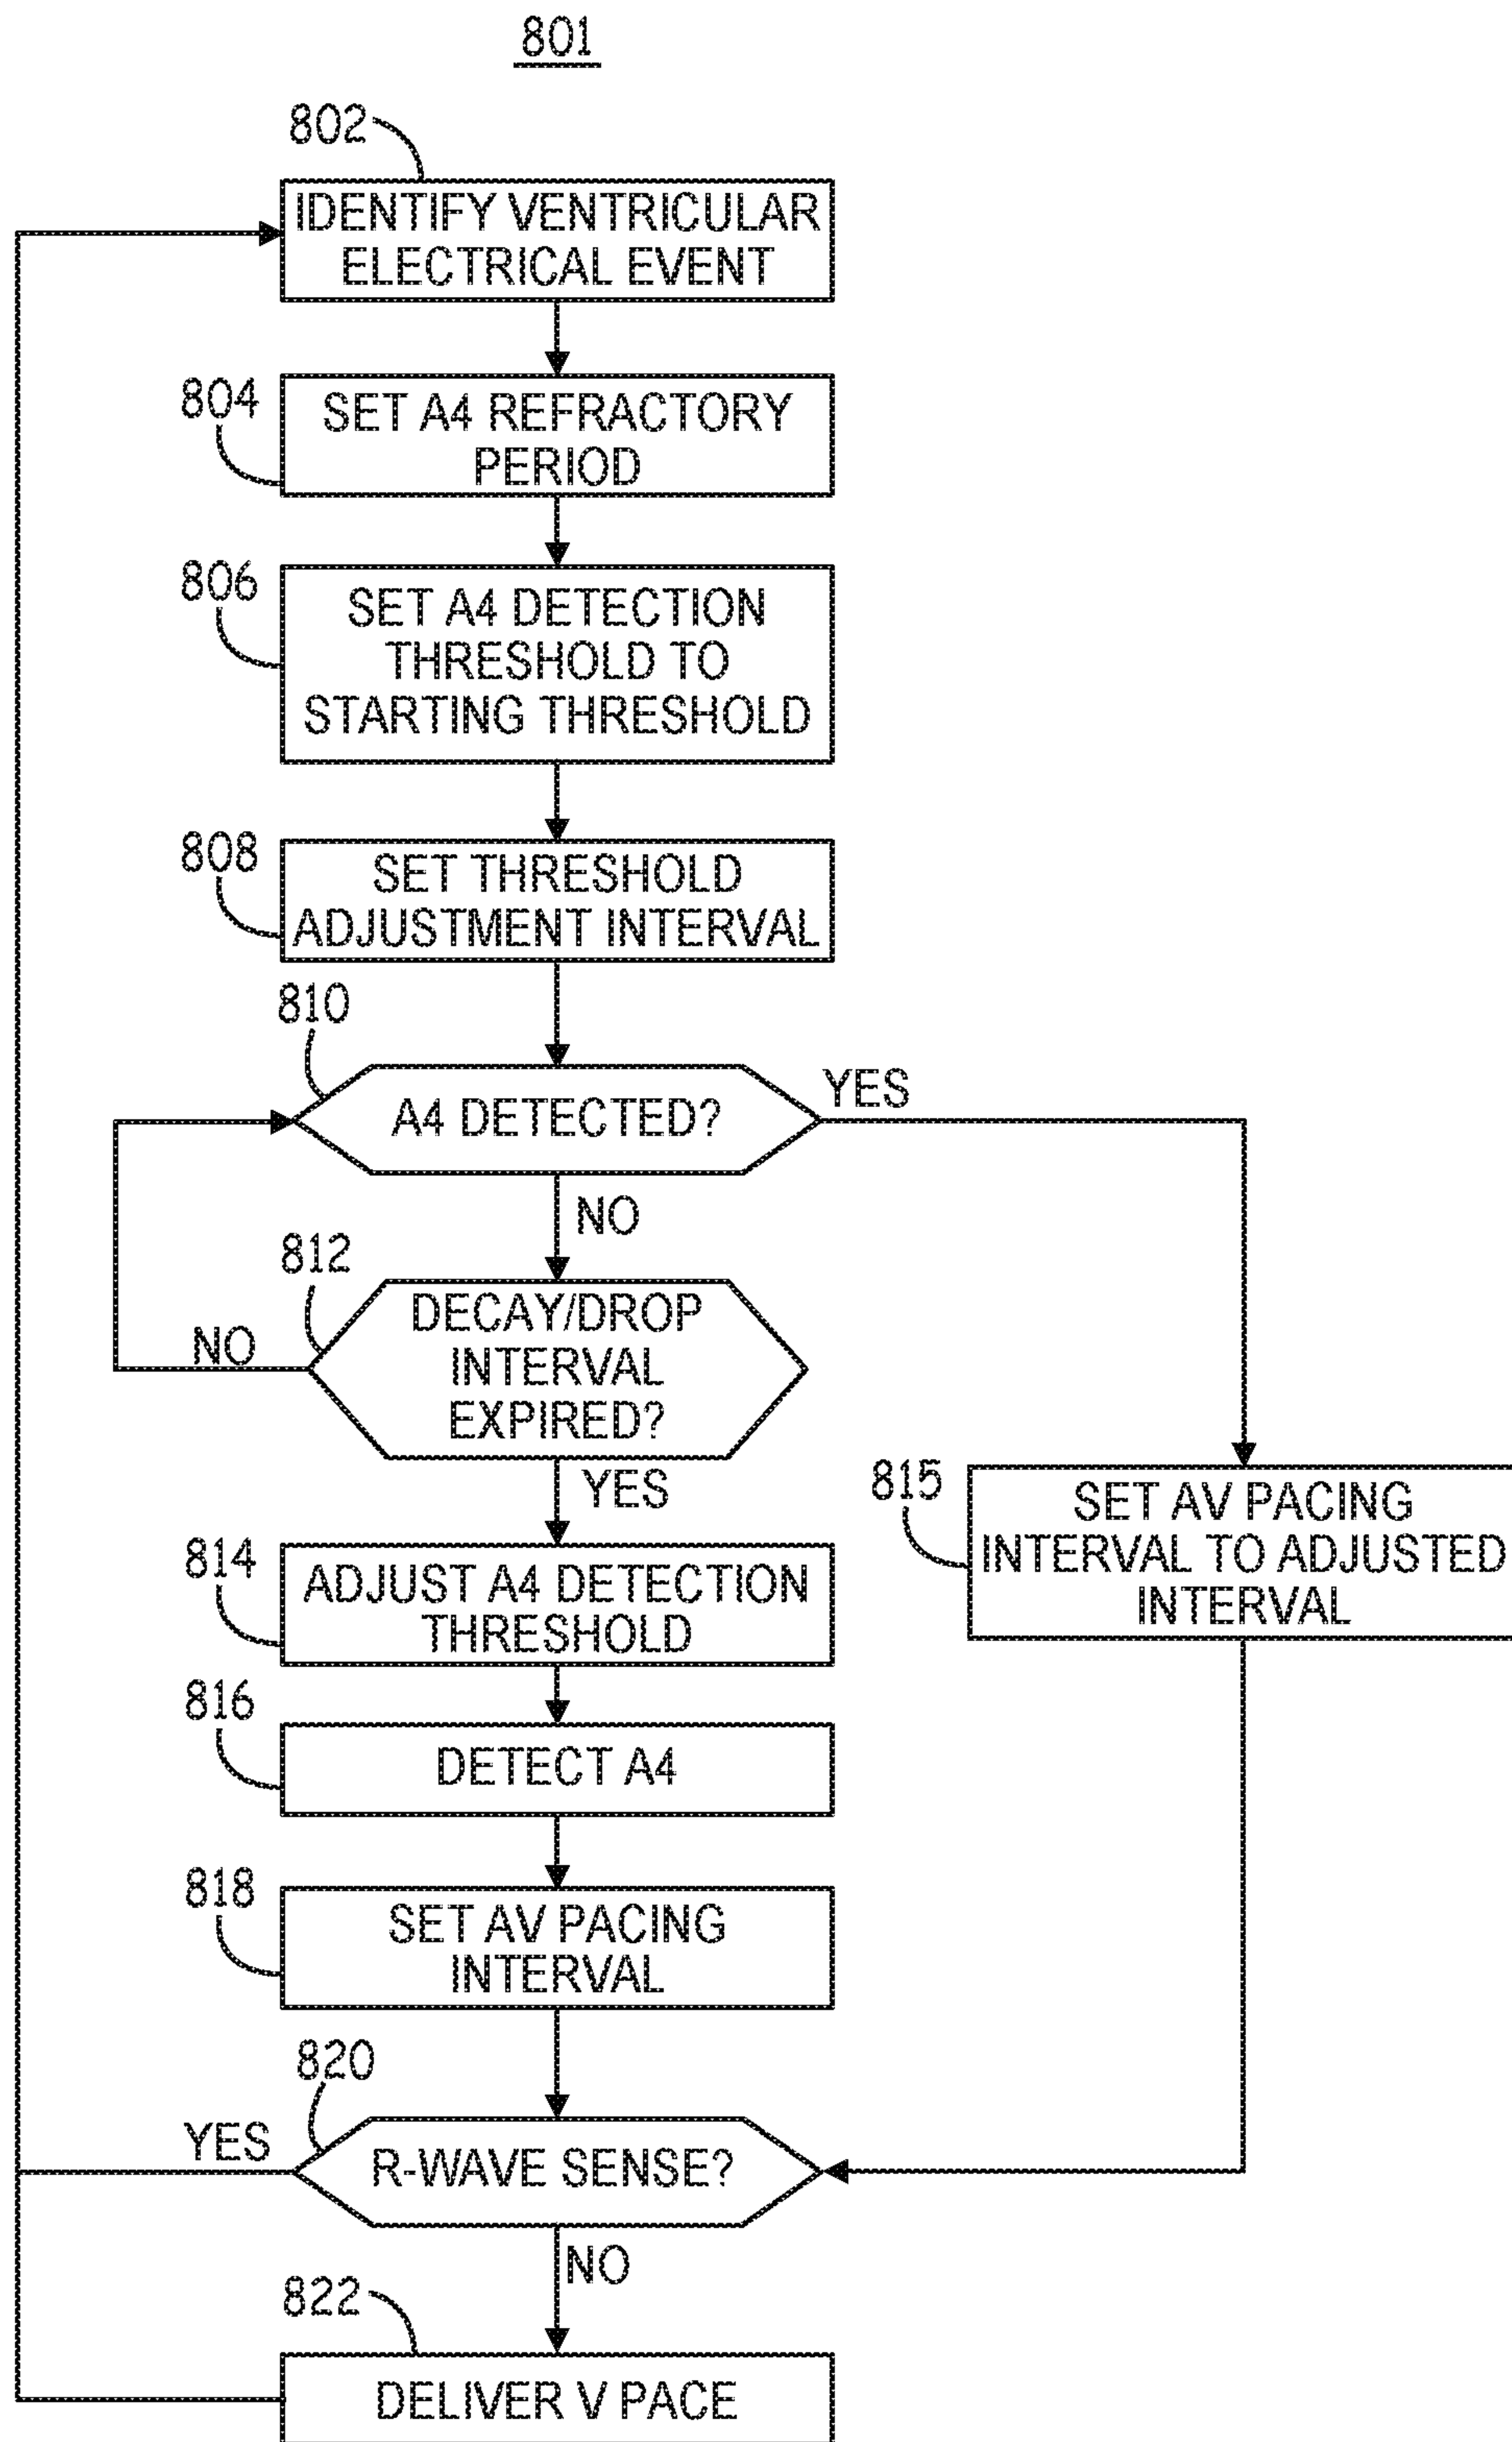 801
802
IDENTIFY VENTRICULAR
ELECTRICAL EVENT
804
SET A4 REFRACTORY
PERIOD
806
SET A4 DETECTION
THRESHOLD TO
STARTING THRESHOLD
808
SET THRESHOLD
ADJUSTMENT INTERVAL
810
A4 DETECTED?
YES
NO
812
DECAY/DROP
INTERVAL
EXPIRED?
NO
YES
815
SET AV PACING
INTERVAL TO ADJUSTED
INTERVAL
814
ADJUST A4 DETECTION
THRESHOLD
816
DETECT A4
818
SET AV PACING
INTERVAL
820
R-WAVE SENSE?
YES
NO
822
DELIVER V PACE